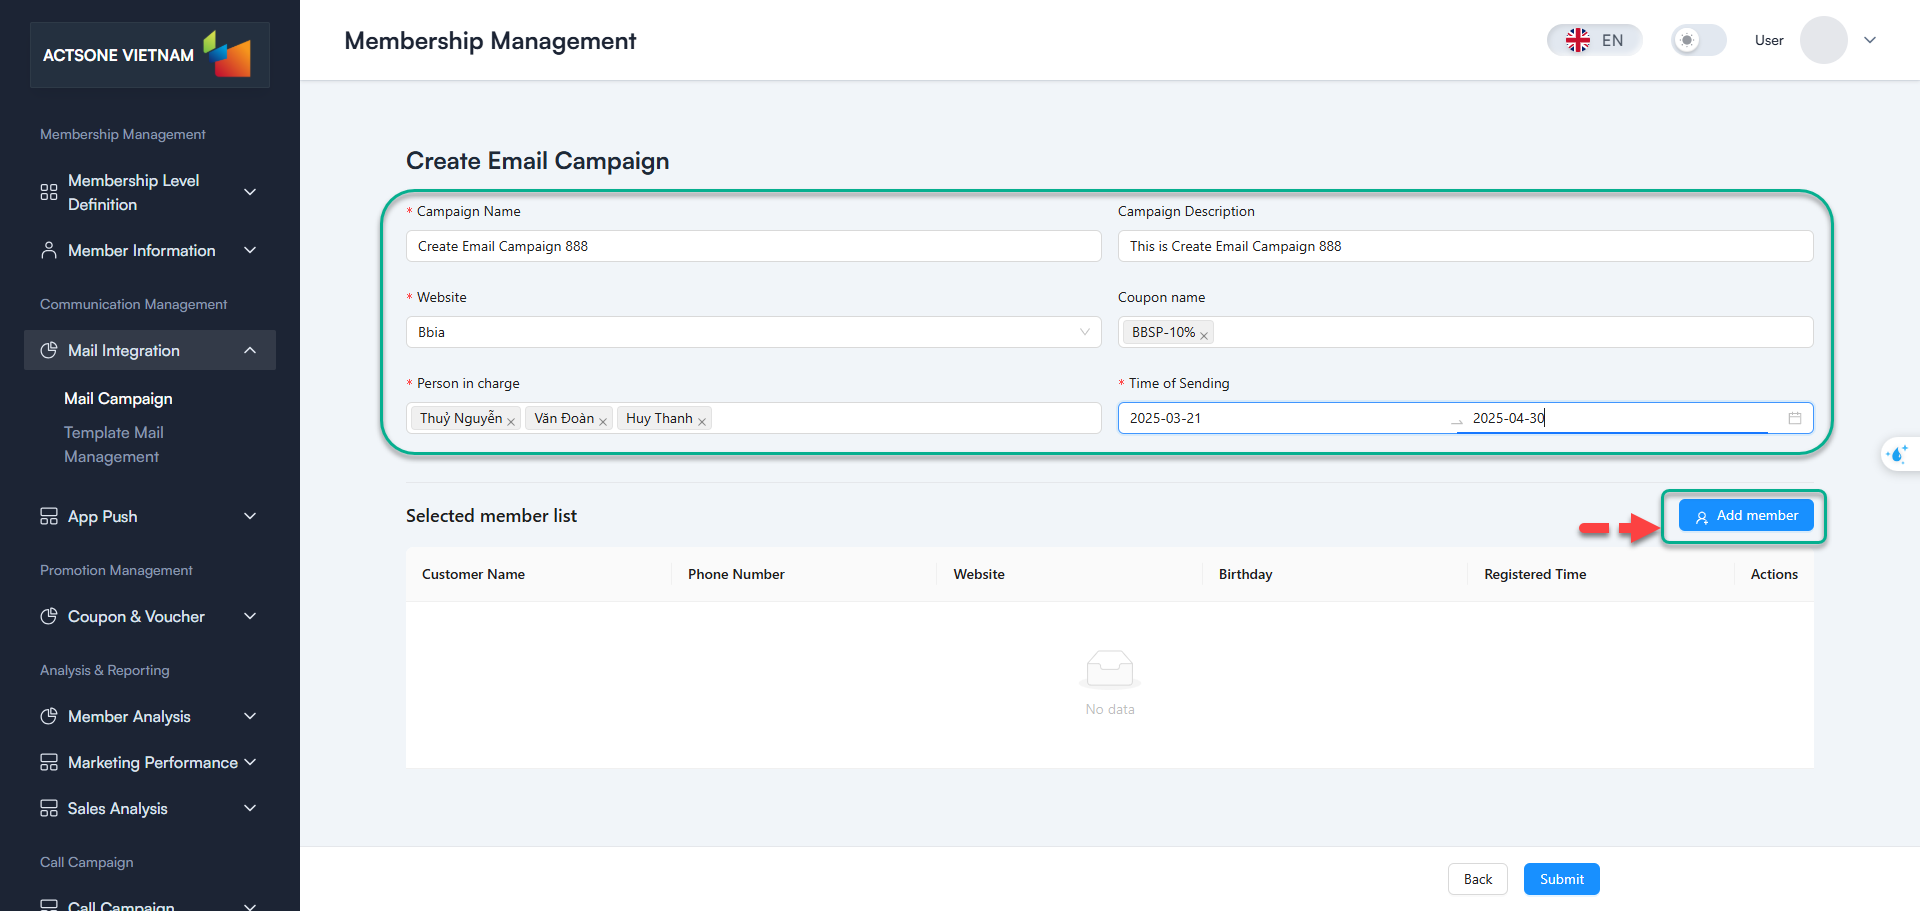 ACTSONE VIETNAM
Membership Management
EN
User
Membership Management
Membership Level
Definition
Member Information
Communication Management
Mail Integration
Mail Campaign
Template Mail
Management
App Push
Promotion Management
Coupon & Voucher
Analysis & Reporting
Member Analysis
Marketing Performance
Sales Analysis
Call Campaign
Call Campaign
Create Email Campaign
* Campaign Name
Campaign Description
Create Email Campaign 888
This is Create Email Campaign 888
* Website
Coupon name
Bbia
BBSP-10%
* Person in charge
* Time of Sending
Thuỷ Nguyễn
Văn Đoàn
Huy Thanh
2025-03-21
2025-04-30
Selected member list
Add member
Customer Name
Phone Number
Website
Birthday
Registered Time
Actions
No data
Back
Submit